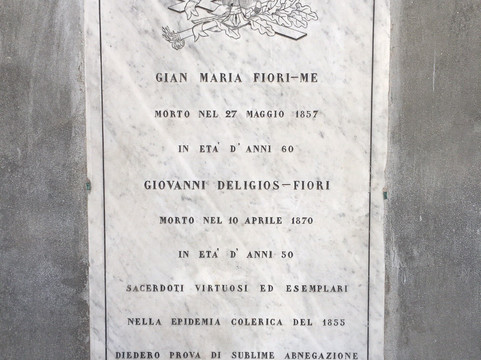 GIAN MARIA FIORI-ME
MORTO NEL 27 MAGGIO 1857
IN ETA' D'ANNI 60
GIOVANNI DELIGIOS-FIORI
MORTO NEL 10 APRILE 1870
IN ETA' D' ANNI 50
SACERDOTI VIRTUOSI ED ESEMPLARI
NELLA EPIDEMIA COLERICA DEL 1855
DIEDERO PROVA DI SUBLIME ABNEGAZIONE